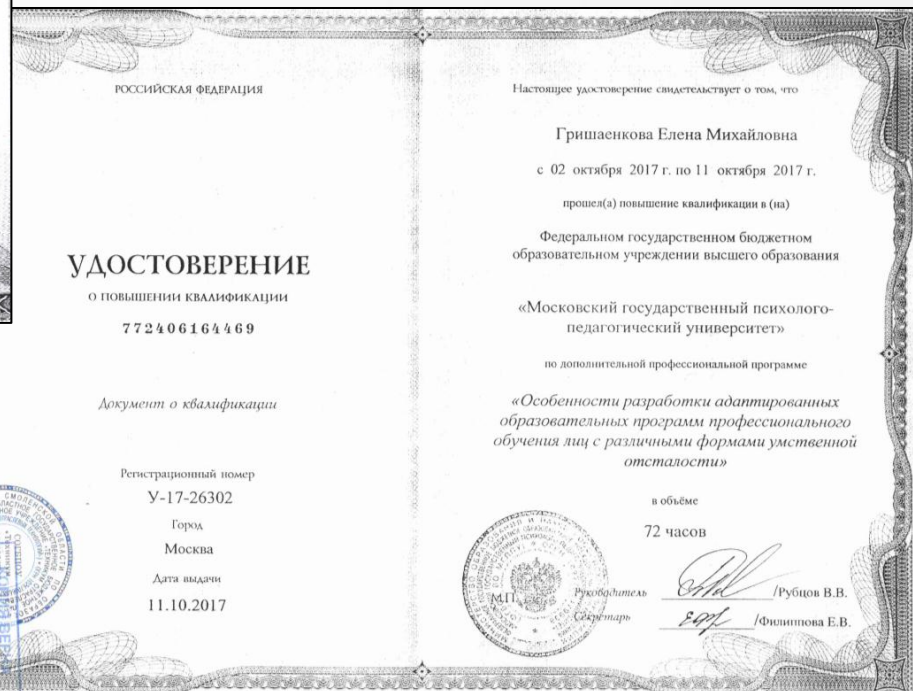 РОССИЙСКАЯ ФЕДЕРАЦИЯ
УДОСТОВЕРЕНИЕ
О ПОВЫШЕНИИ КВАЛИФИКАЦИИ
772406164469
Документ о квалификации
Регистрационный номер
У-17-26302
Город
Москва
Дата выдачи
11.10.2017
Настоящее удостоверение свидетельствует о том, что
Гришаенкова Елена Михайловна
с 02 октября 2017 г. по 11 октября 2017 г.
прошел(а) повышение квалификации в (на)
Федеральном государственном бюджетном
образовательном учреждении высшего образования
«Московский государственный психолого-
педагогический университет»
по дополнительной профессиональной программе
«Особенности разработки адаптированных
образовательных программ профессионального
обучения лиц с различными формами умственной
отсталости»
в объёме
72 часов
М.П.
Руководитель /Рубцов В.В.
Секретарь /Филиппова Е.В.
КОПИЯ ВЕРНА